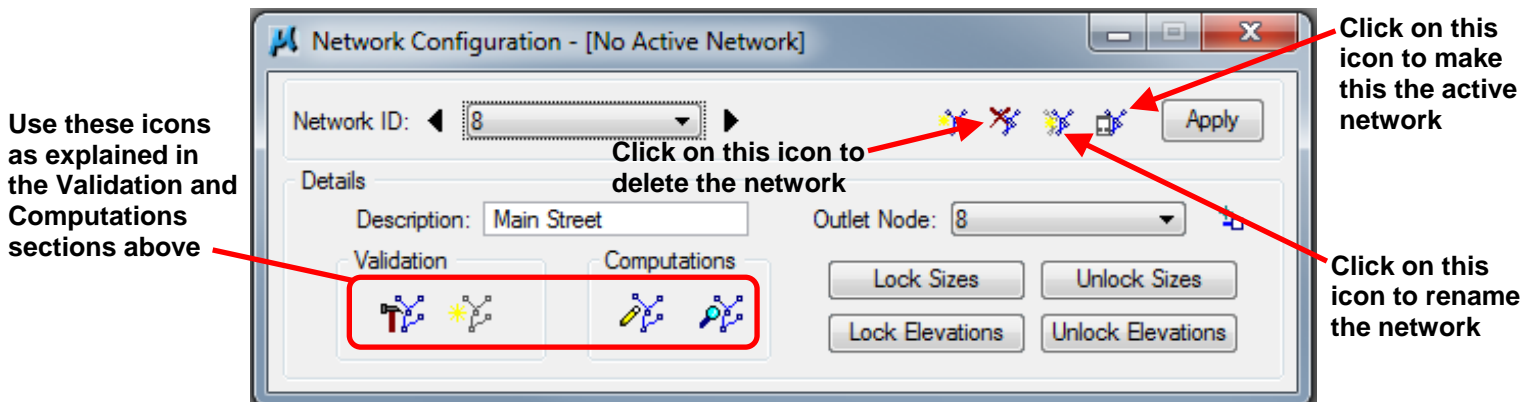 Network Configuration - [No Active Network]
Click on this
icon to make
this the active
network
Use these icons
as explained in
the Validation and
Computations
sections above
Network ID:
8
Apply
Click on this icon to
delete the network
Details
Description:
Main Street
Outlet Node:
8
Validation
Computations
Lock Sizes
Unlock Sizes
Lock Elevations
Unlock Elevations
Click on this
icon to rename
the network